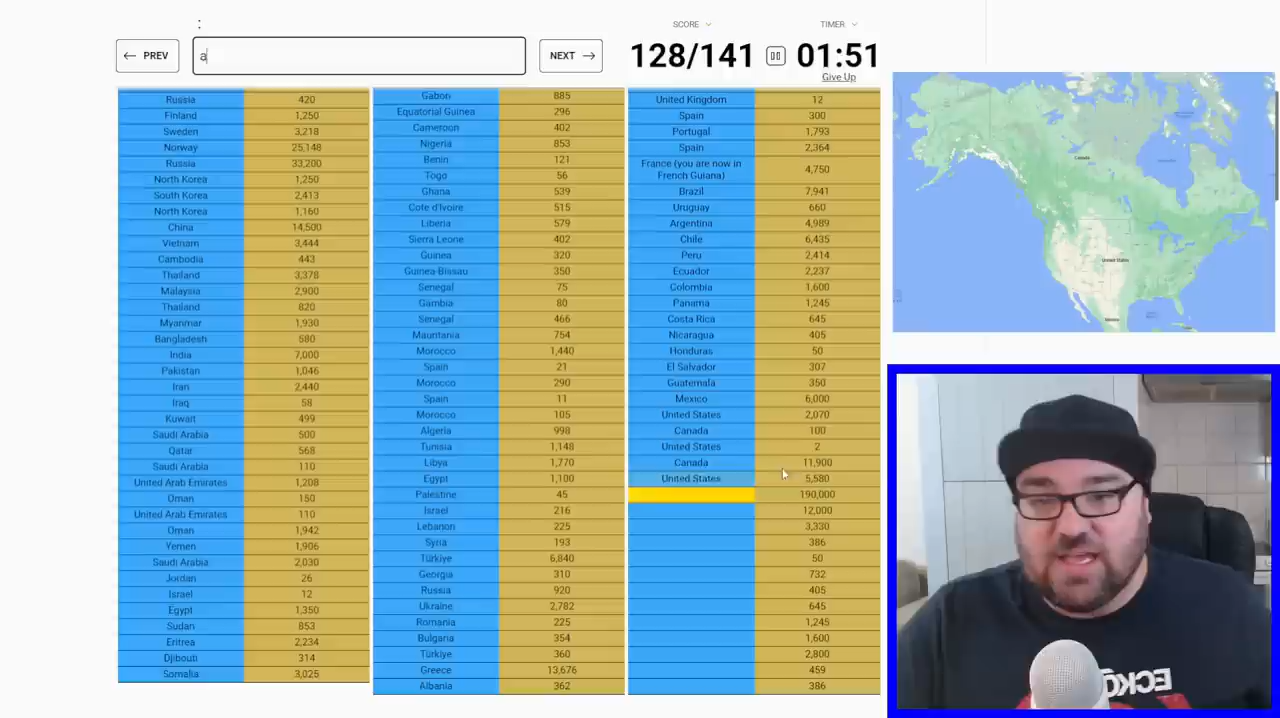 :
SCORE
TIMER
← PREV
a
NEXT →
128/141
01:51
Give Up
Russia 420
Finland 1,250
Sweden 3,218
Norway 25,148
Russia 33,200
North Korea 1,250
South Korea 2,413
North Korea 1,160
China 14,500
Vietnam 3,444
Cambodia 443
Thailand 3,378
Malaysia 2,900
Thailand 820
Myanmar 1,930
Bangladesh 580
India 7,000
Pakistan 1,046
Iran 2,440
Iraq 58
Kuwait 499
Saudi Arabia 500
Qatar 568
Saudi Arabia 110
United Arab Emirates 1,208
Oman 150
United Arab Emirates 110
Oman 1,942
Yemen 1,906
Saudi Arabia 2,030
Jordan 26
Israel 12
Egypt 1,350
Sudan 853
Eritrea 2,234
Djibouti 314
Somalia 3,025
Gabon 885
Equatorial Guinea 296
Cameroon 402
Nigeria 853
Benin 121
Togo 56
Ghana 539
Cote d'Ivoire 515
Liberia 579
Sierra Leone 402
Guinea 320
Guinea-Bissau 350
Senegal 75
Gambia 80
Senegal 466
Mauritania 754
Morocco 1,440
Spain 21
Morocco 290
Spain 11
Morocco 105
Algeria 998
Tunisia 1,148
Libya 1,770
Egypt 1,100
Palestine 45
Israel 216
Lebanon 225
Syria 193
Türkiye 6,840
Georgia 310
Russia 920
Ukraine 2,782
Romania 225
Bulgaria 354
Türkiye 360
Greece 13,676
Albania 362
United Kingdom 12
Spain 300
Portugal 1,793
Spain 2,364
France (you are now in
French Guiana) 4,750
Brazil 7,941
Uruguay 660
Argentina 4,989
Chile 6,435
Peru 2,414
Ecuador 2,237
Colombia 1,600
Panama 1,245
Costa Rica 645
Nicaragua 405
Honduras 50
El Salvador 307
Guatemala 350
Mexico 6,000
United States 2,070
Canada 100
United States 2
Canada 11,900
United States 5,580
190,000
12,000
3,330
386
50
732
405
645
1,245
1,600
2,800
459
386
Canada
United States
Mexico